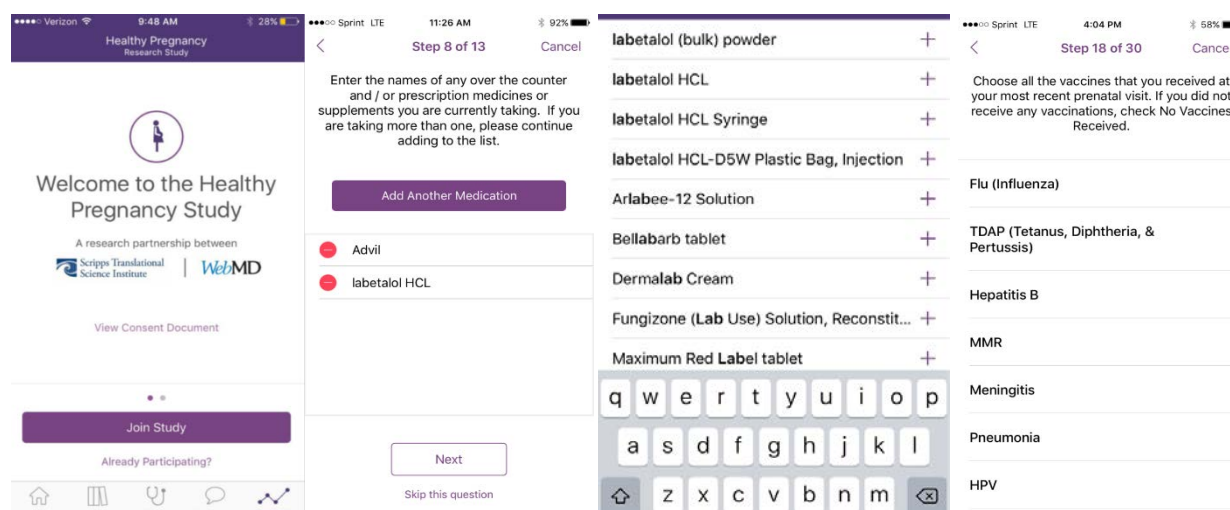 Verizon 9:48 AM 28%
Healthy Pregnancy
Research Study
Welcome to the Healthy
Pregnancy Study
A research partnership between
Scripps Translational
Science Institute
WebMD
View Consent Document
Join Study
Already Participating?
Sprint LTE 11:26 AM 92%
Step 8 of 13 Cancel
Enter the names of any over the counter
and / or prescription medicines or
supplements you are currently taking. If you
are taking more than one, please continue
adding to the list.
Add Another Medication
Advil
labetalol HCL
Next
Skip this question
labetalol (bulk) powder +
labetalol HCL +
labetalol HCL Syringe +
labetalol HCL-D5W Plastic Bag, Injection +
Arlabee-12 Solution +
Bellabarb tablet +
Dermalab Cream +
Fungizone (Lab Use) Solution, Reconstit... +
Maximum Red Label tablet +
q w e r t y u i o p
a s d f g h j k l
z x c v b n m
Sprint LTE 4:04 PM 58%
Step 18 of 30 Cance
Choose all the vaccines that you received at
your most recent prenatal visit. If you did not
receive any vaccinations, check No Vaccines
Received.
Flu (Influenza)
TDAP (Tetanus, Diphtheria, &
Pertussis)
Hepatitis B
MMR
Meningitis
Pneumonia
HPV